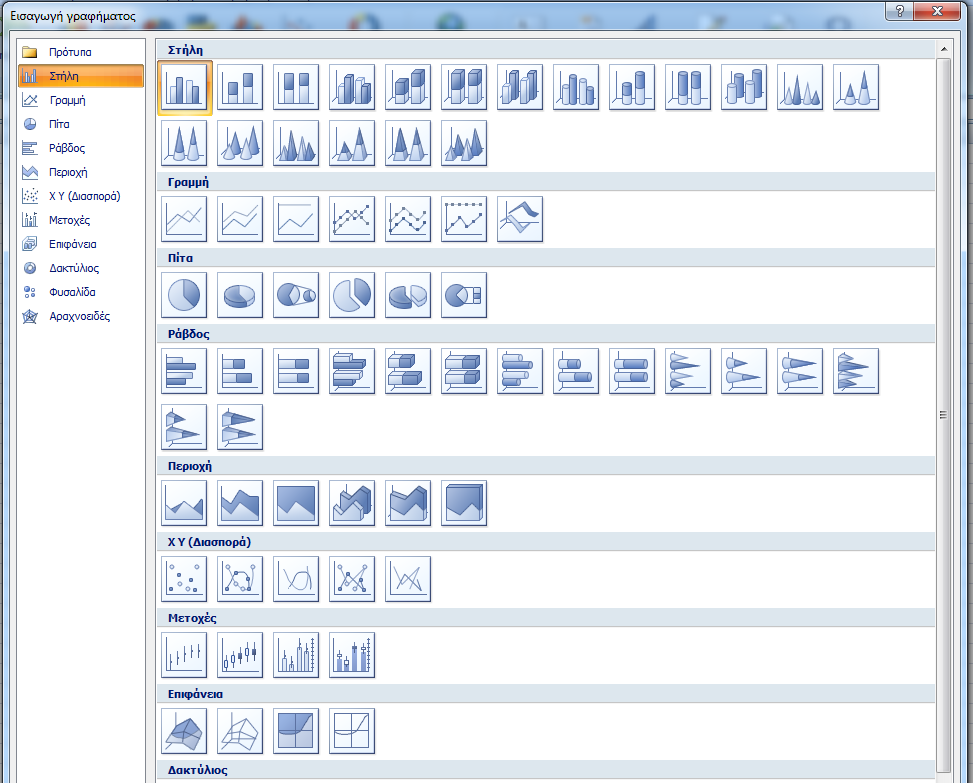 Εισαγωγή γραφήματος
Πρότυπα
Στήλη
Γραμμή
Πίτα
Ράβδος
Περιοχή
X Y (Διασπορά)
Μετοχές
Επιφάνεια
Δακτύλιος
Φυσαλίδα
Αραχνοειδές
Στήλη
Γραμμή
Πίτα
Ράβδος
Περιοχή
X Y (Διασπορά)
Μετοχές
Επιφάνεια
Δακτύλιος